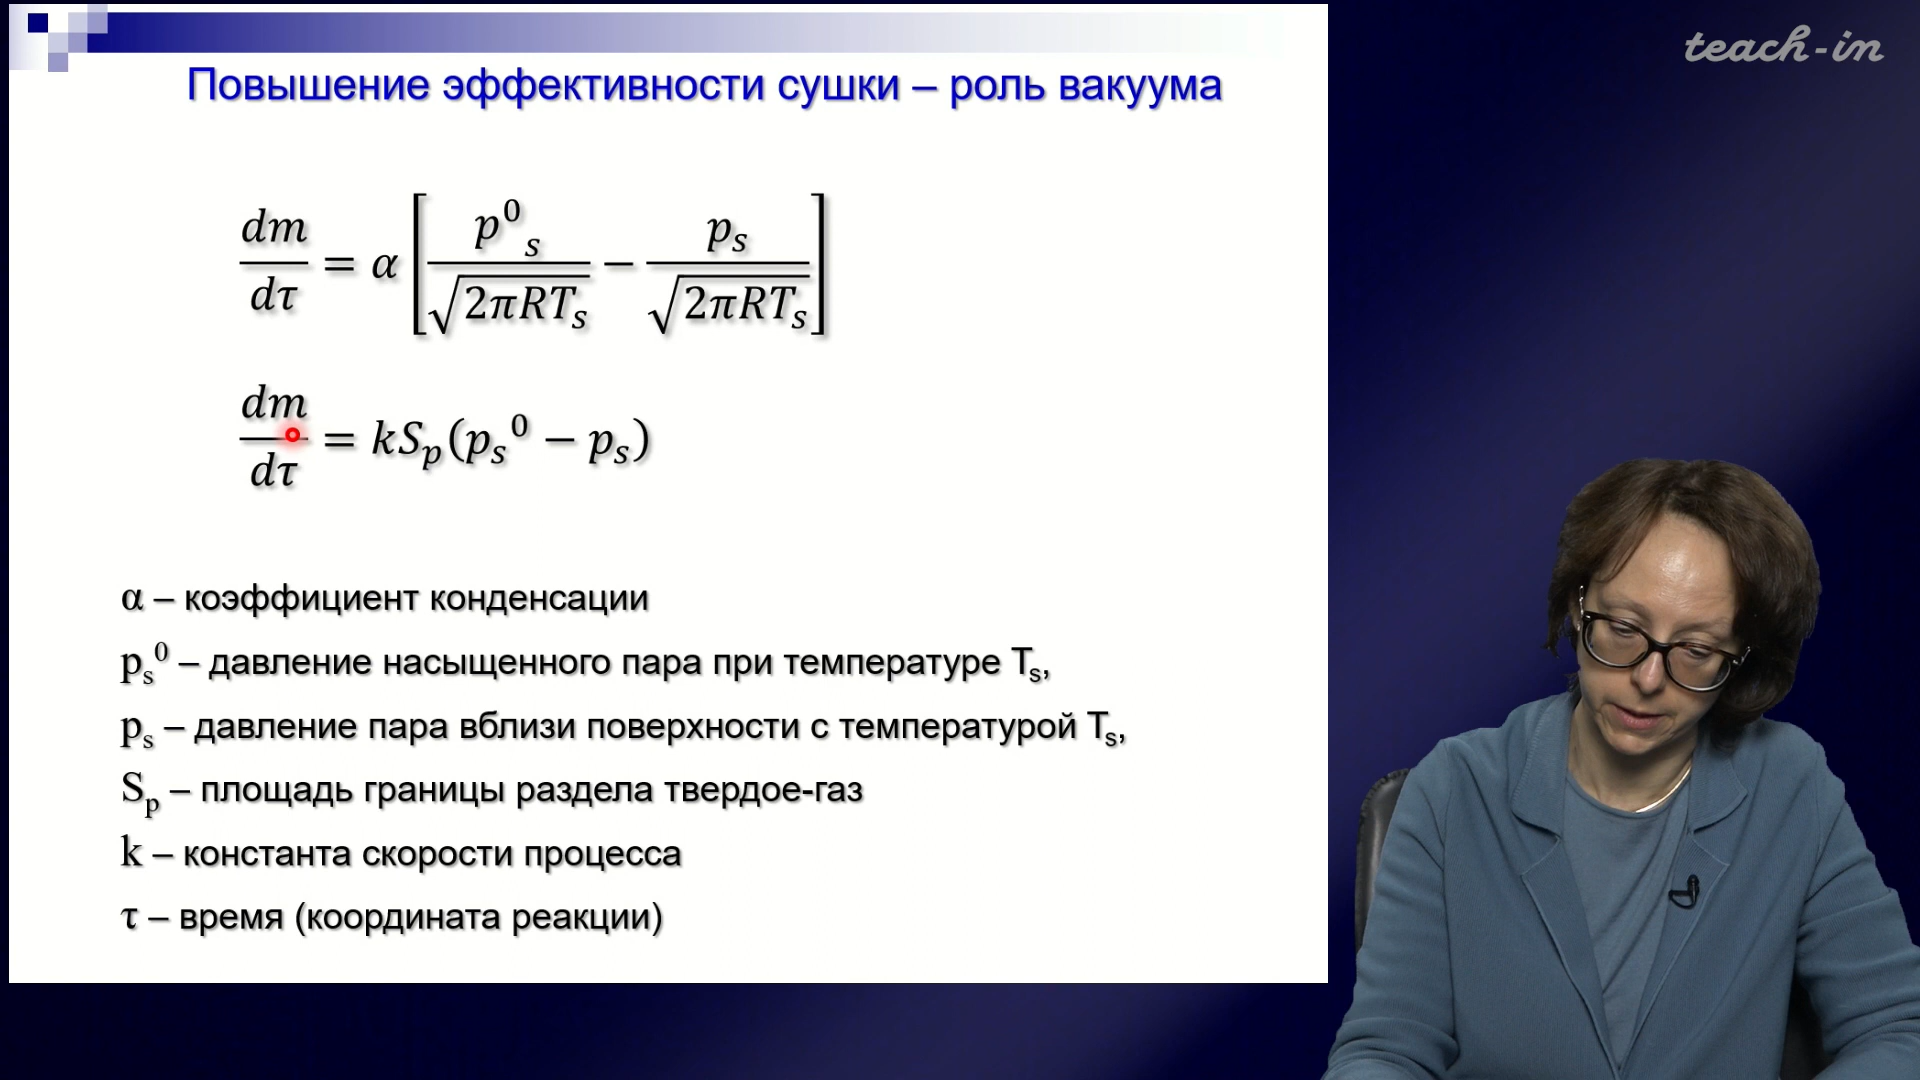 teach-in
Повышение эффективности сушки – роль вакуума
dm/dτ = α [p⁰ₛ/√(2πRTₛ) − pₛ/√(2πRTₛ)]
dm/dτ = kSₚ(pₛ⁰ − pₛ)
α – коэффициент конденсации
pₛ⁰ – давление насыщенного пара при температуре Tₛ,
pₛ – давление пара вблизи поверхности с температурой Tₛ,
Sₚ – площадь границы раздела твердое-газ
k – константа скорости процесса
τ – время (координата реакции)